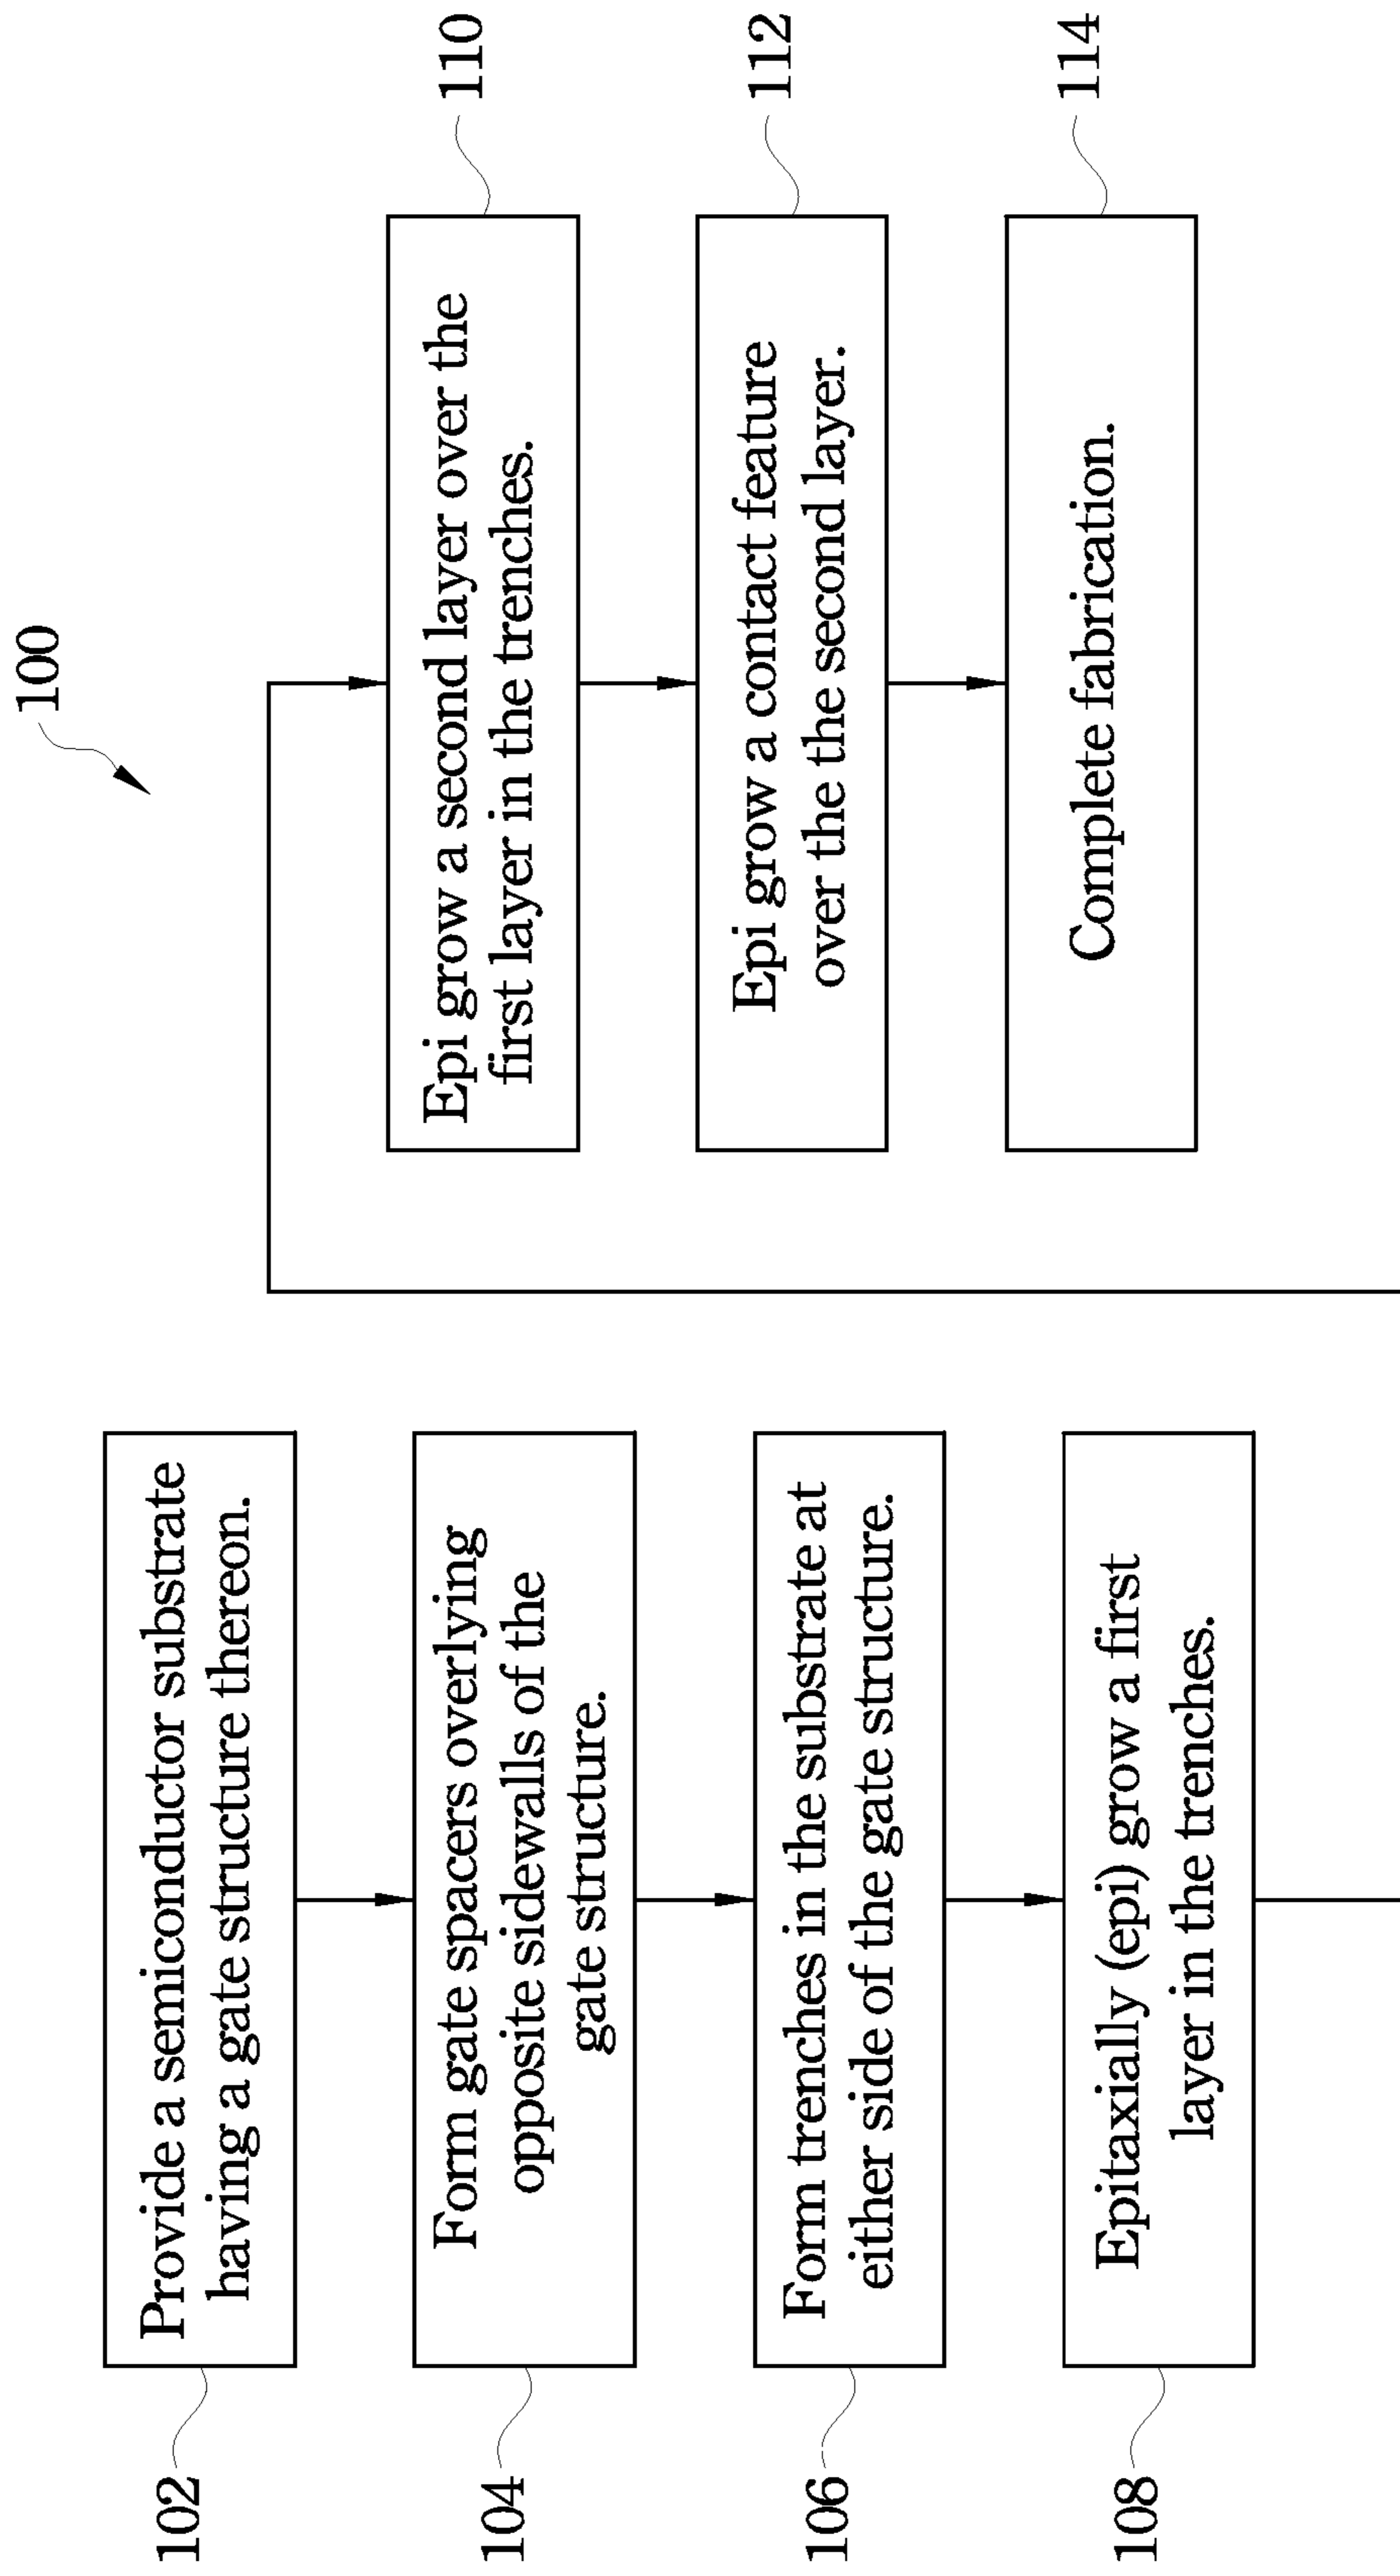 100
102
Provide a semiconductor substrate
having a gate structure thereon.
104
Form gate spacers overlying
opposite sidewalls of the
gate structure.
106
Form trenches in the substrate at
either side of the gate structure.
108
Epitaxially (epi) grow a first
layer in the trenches.
110
Epi grow a second layer over the
first layer in the trenches.
112
Epi grow a contact feature
over the second layer.
114
Complete fabrication.